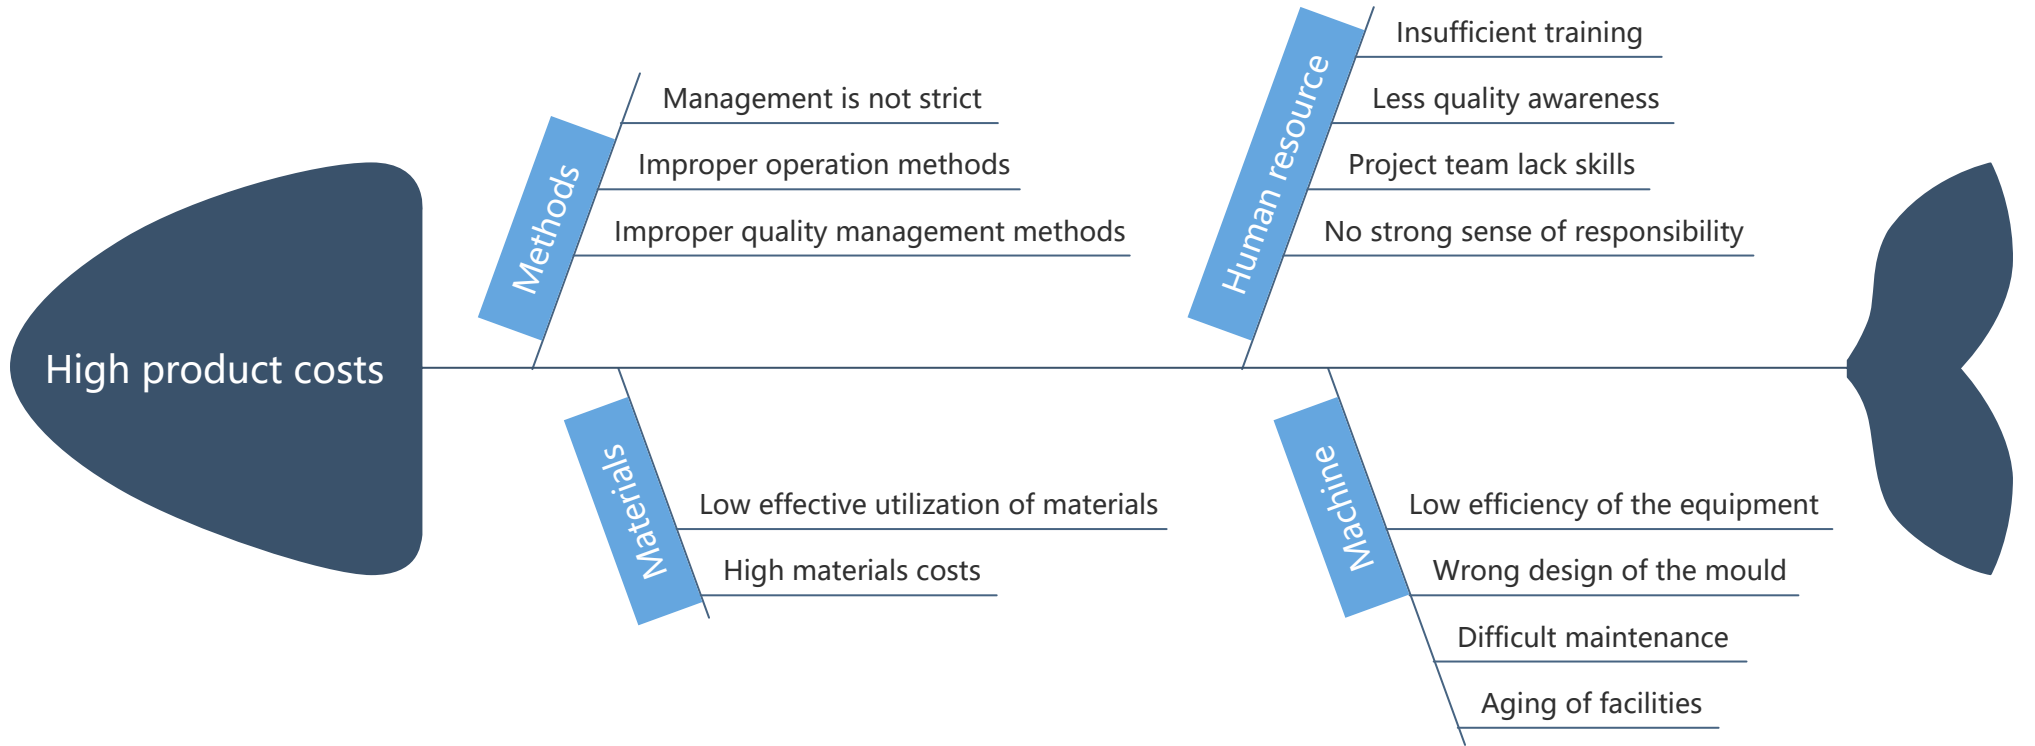 High product costs
Methods
Management is not strict
Improper operation methods
Improper quality management methods
Human resource
Insufficient training
Less quality awareness
Project team lack skills
No strong sense of responsibility
Materials
Low effective utilization of materials
High materials costs
Machine
Low efficiency of the equipment
Wrong design of the mould
Difficult maintenance
Aging of facilities